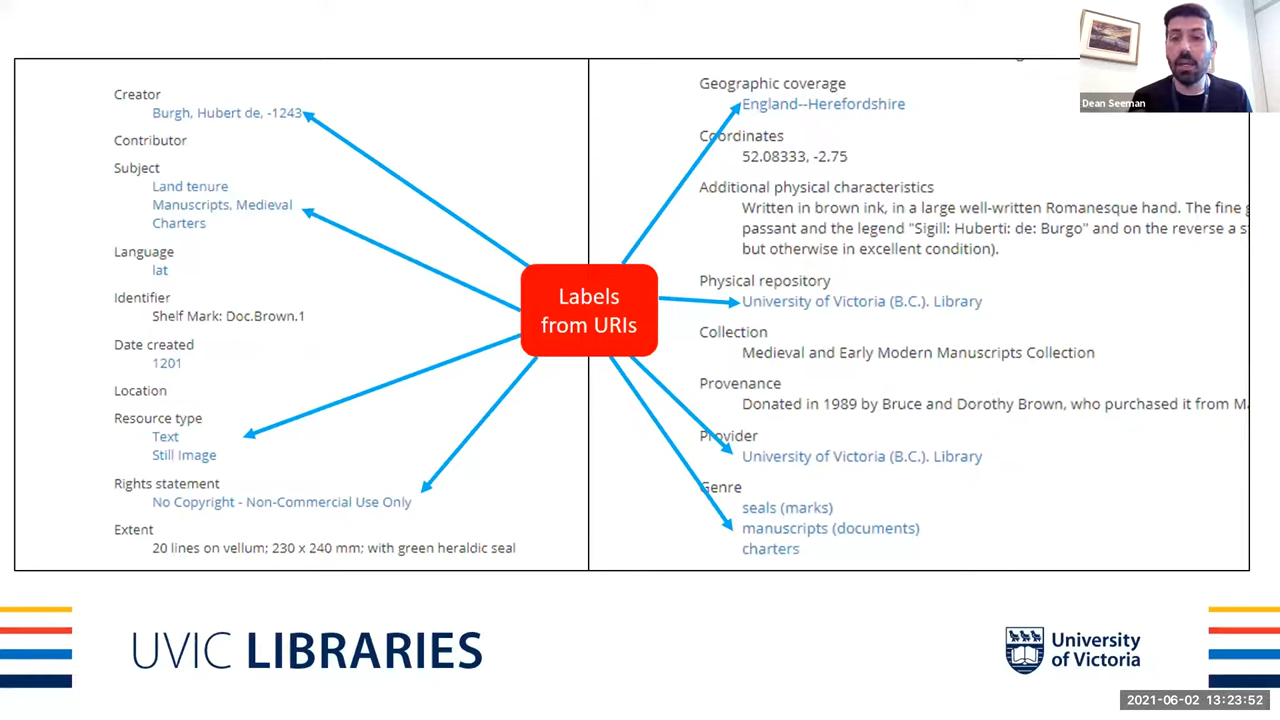 Creator
Burgh, Hubert de, -1243
Contributor
Subject
Land tenure
Manuscripts, Medieval
Charters
Language
lat
Identifier
Shelf Mark: Doc.Brown.1
Date created
1201
Location
Resource type
Text
Still Image
Rights statement
No Copyright - Non-Commercial Use Only
Extent
20 lines on vellum; 230 x 240 mm; with green heraldic seal
Labels
from URIs
Geographic coverage
England--Herefordshire
Coordinates
52.08333, -2.75
Additional physical characteristics
Written in brown ink, in a large well-written Romanesque hand. The fine
passant and the legend "Sigill: Huberti: de: Burgo" and on the reverse a
but otherwise in excellent condition).
Physical repository
University of Victoria (B.C.). Library
Collection
Medieval and Early Modern Manuscripts Collection
Provenance
Donated in 1989 by Bruce and Dorothy Brown, who purchased it from
Provider
University of Victoria (B.C.). Library
Genre
seals (marks)
manuscripts (documents)
charters
Dean Seeman
UVIC LIBRARIES
University
of Victoria
2021-06-02 13:23:52